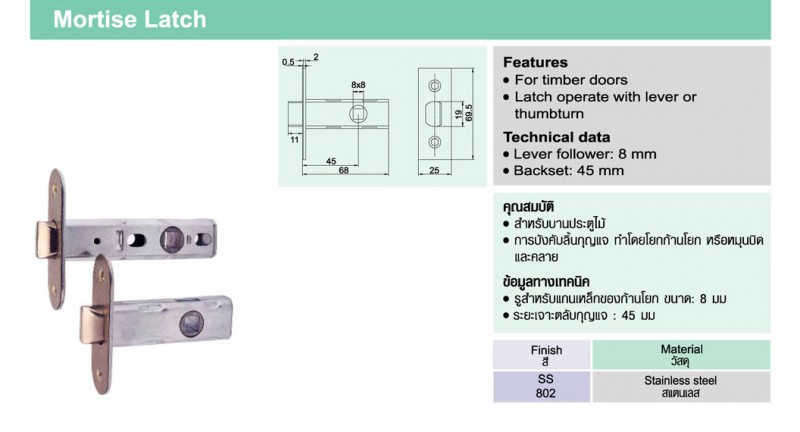 Mortise Latch
0.5
2
8x8
11
45
68
19
69.5
25
Features
• For timber doors
• Latch operate with lever or
thumbturn
Technical data
• Lever follower: 8 mm
• Backset: 45 mm
คุณสมบัติ
• สำหรับบานประตูไม้
• การบังคับลิ้นกุญแจ ทำโดยโยกก้านโยก หรือหมุนบิด
และคลาย
ข้อมูลทางเทคนิค
• รูสำหรับแกนเหล็กของก้านโยก ขนาด: 8 มม
• ระยะเจาะตลับกุญแจ : 45 มม
Finish Material
สี วัสดุ
SS Stainless steel
802 สแตนเลส